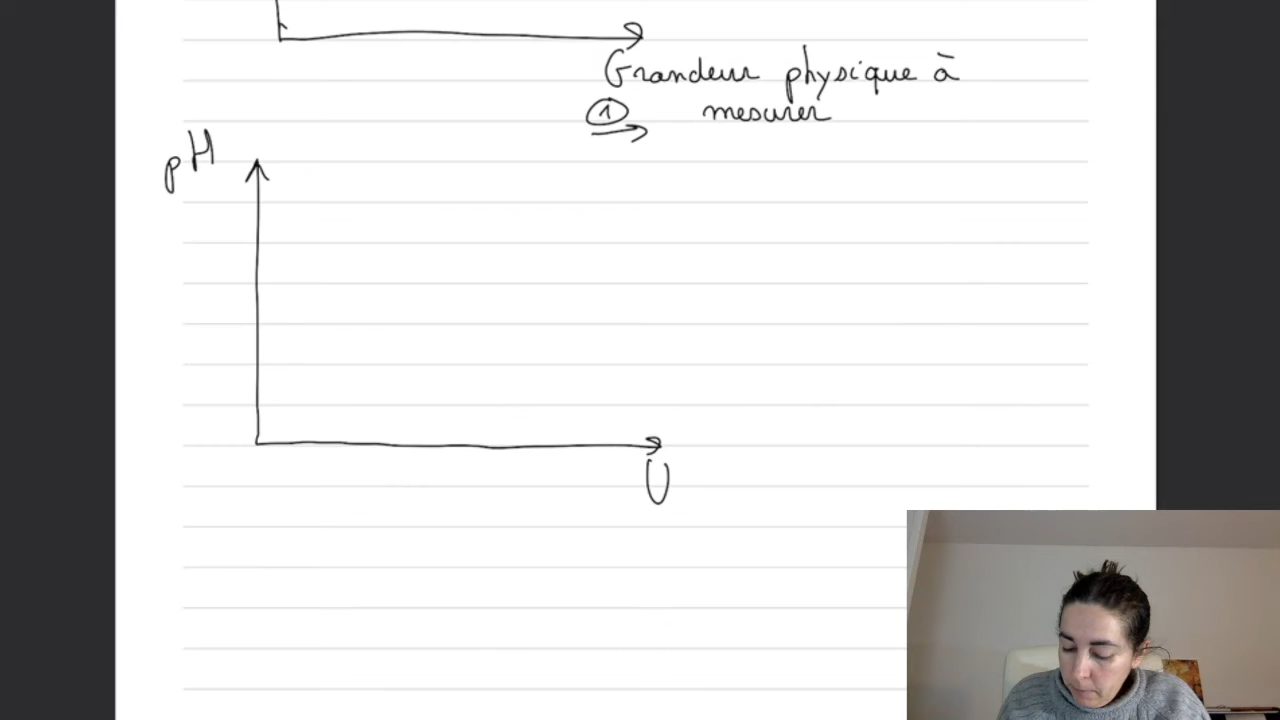 Grandeur physique à
① mesurer
pH
U